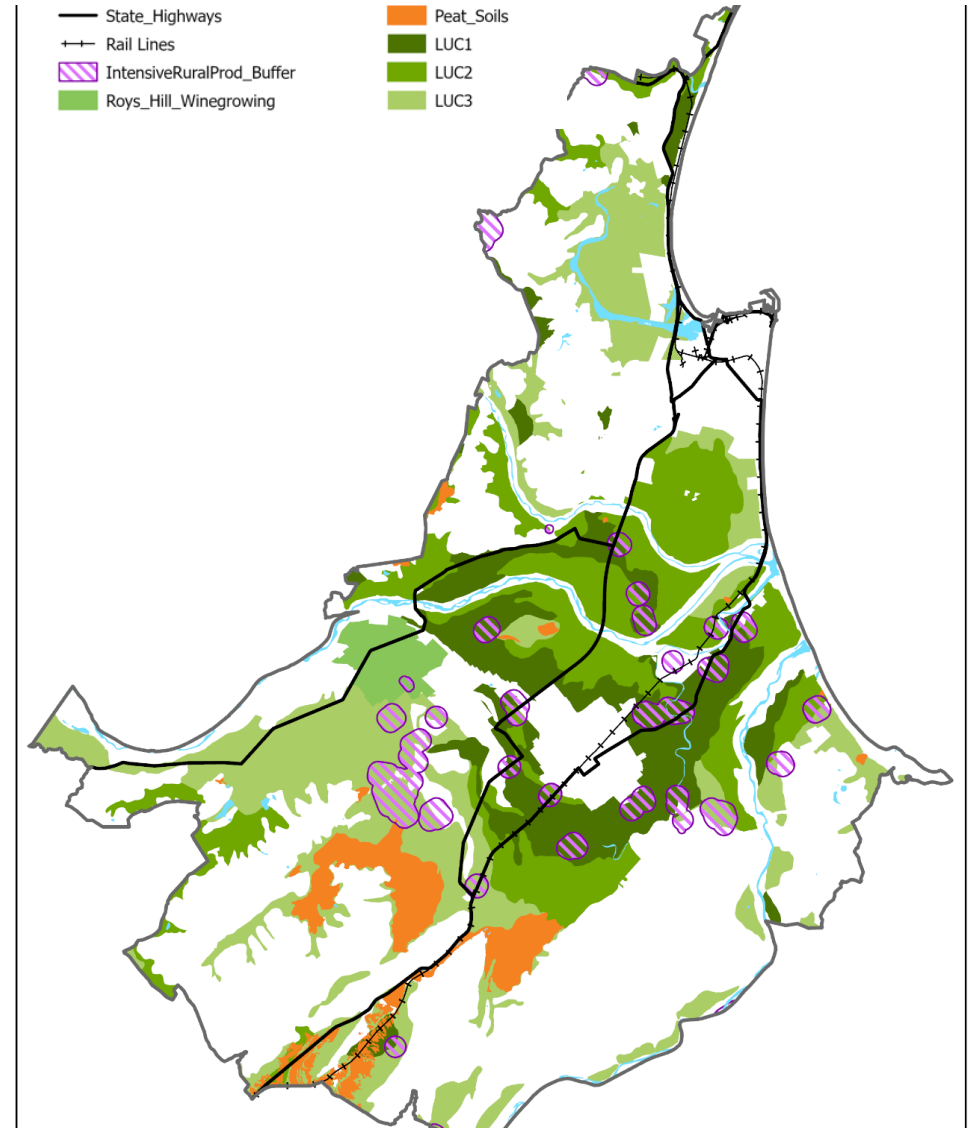 State_Highways
Rail Lines
IntensiveRuralProd_Buffer
Roys_Hill_Winegrowing
Peat_Soils
LUC1
LUC2
LUC3